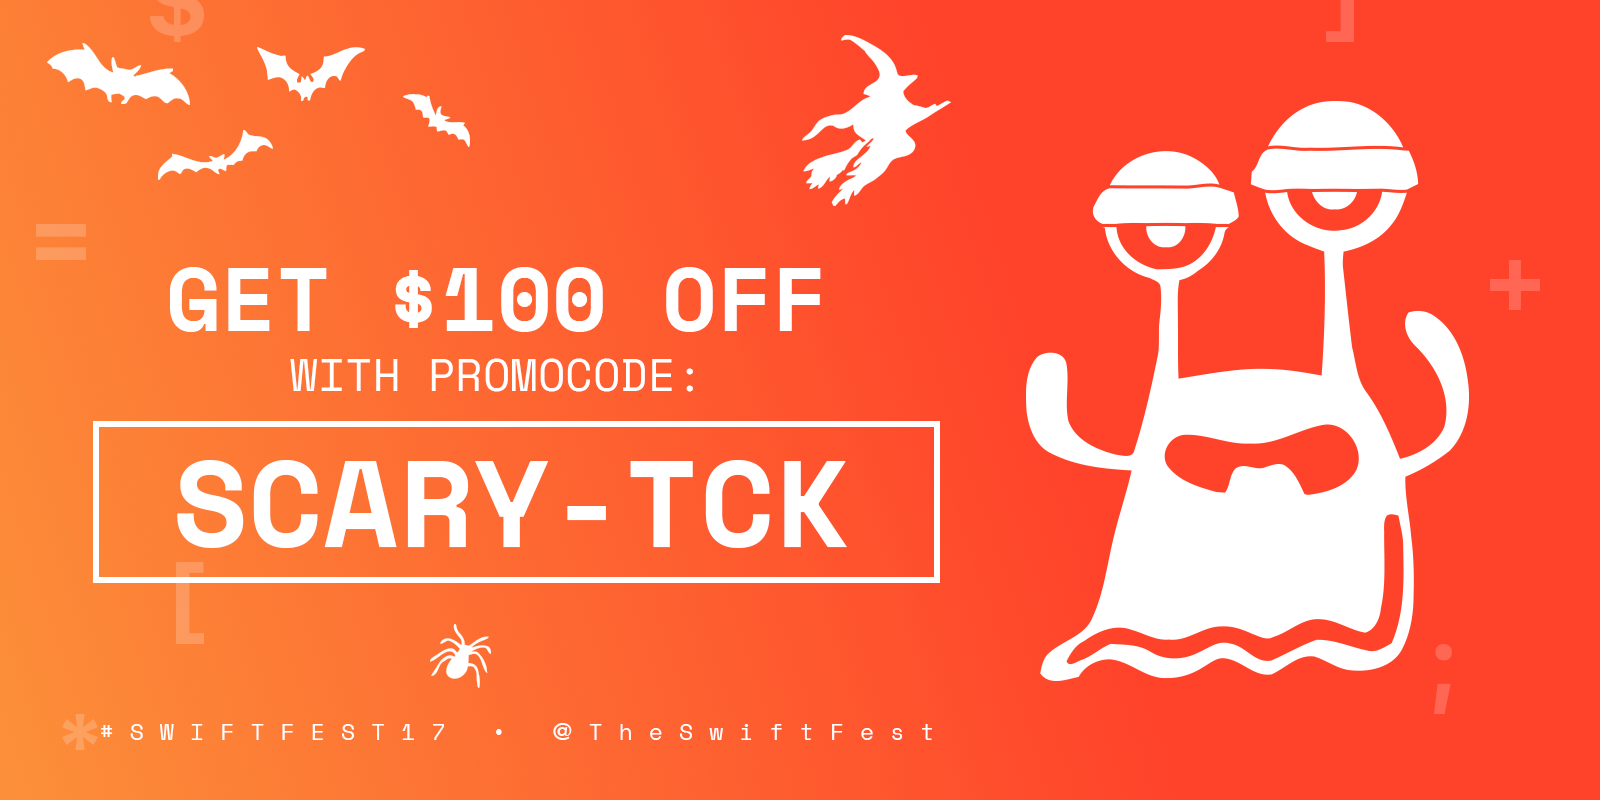 $
]
=
+
GET $100 OFF
WITH PROMOCODE:
SCARY-TCK
[
;
*
#SWIFTFEST17 • @TheSwiftFest